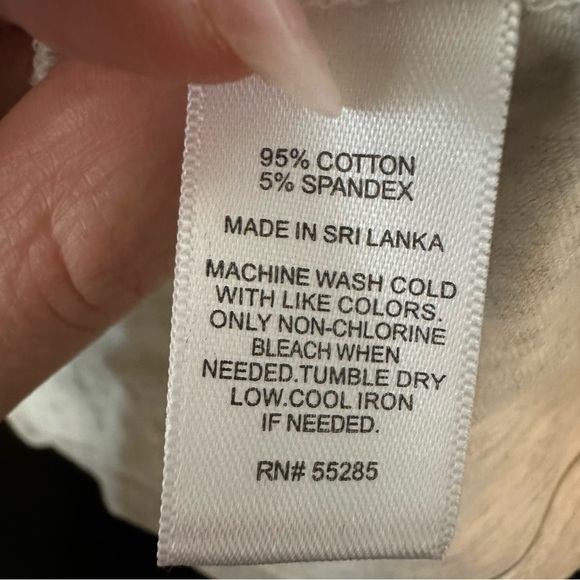 95% COTTON
5% SPANDEX
MADE IN SRI LANKA
MACHINE WASH COLD
WITH LIKE COLORS.
ONLY NON-CHLORINE
BLEACH WHEN
NEEDED.TUMBLE DRY
LOW.COOL IRON
IF NEEDED.
RN# 55285